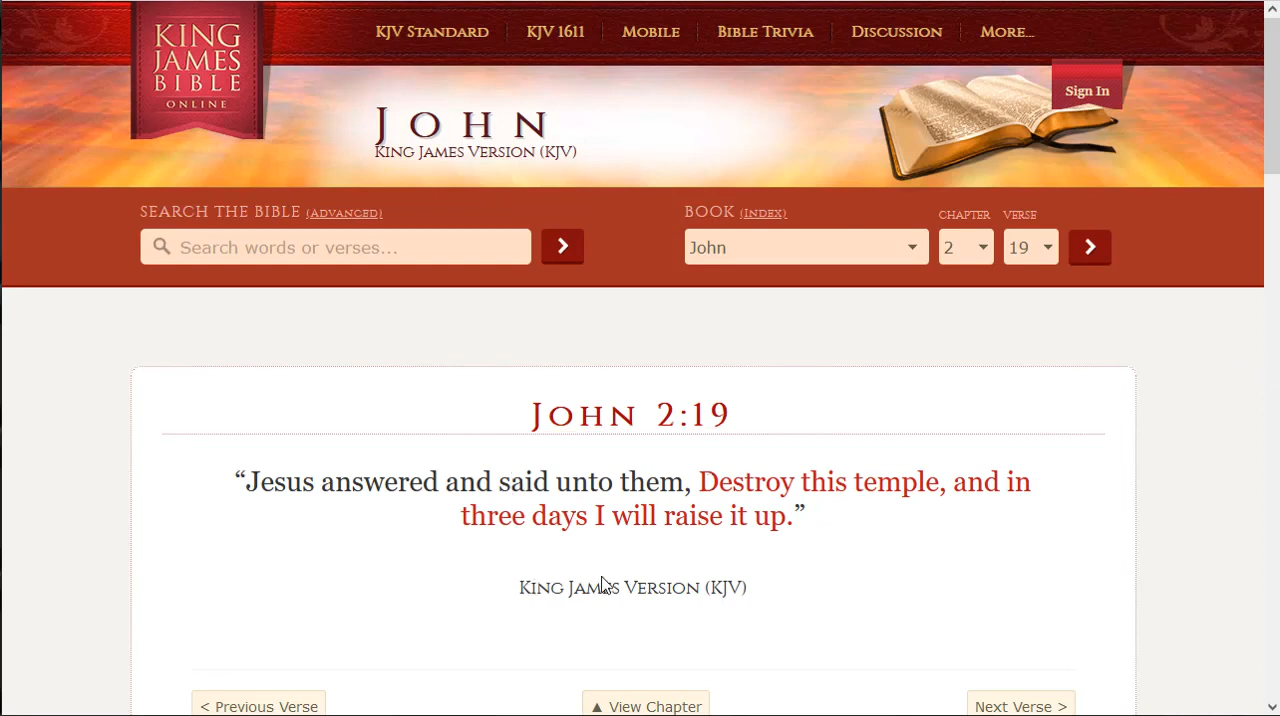 KING
JAMES
BIBLE
ONLINE
KJV STANDARD
KJV 1611
MOBILE
BIBLE TRIVIA
DISCUSSION
MORE...
Sign In
JOHN
KING JAMES VERSION (KJV)
SEARCH THE BIBLE (ADVANCED)
Search words or verses...
BOOK (INDEX)
CHAPTER
VERSE
John
2
19
JOHN 2:19
“Jesus answered and said unto them, Destroy this temple, and in
three days I will raise it up.”
KING JAMES VERSION (KJV)
< Previous Verse
▲ View Chapter
Next Verse >